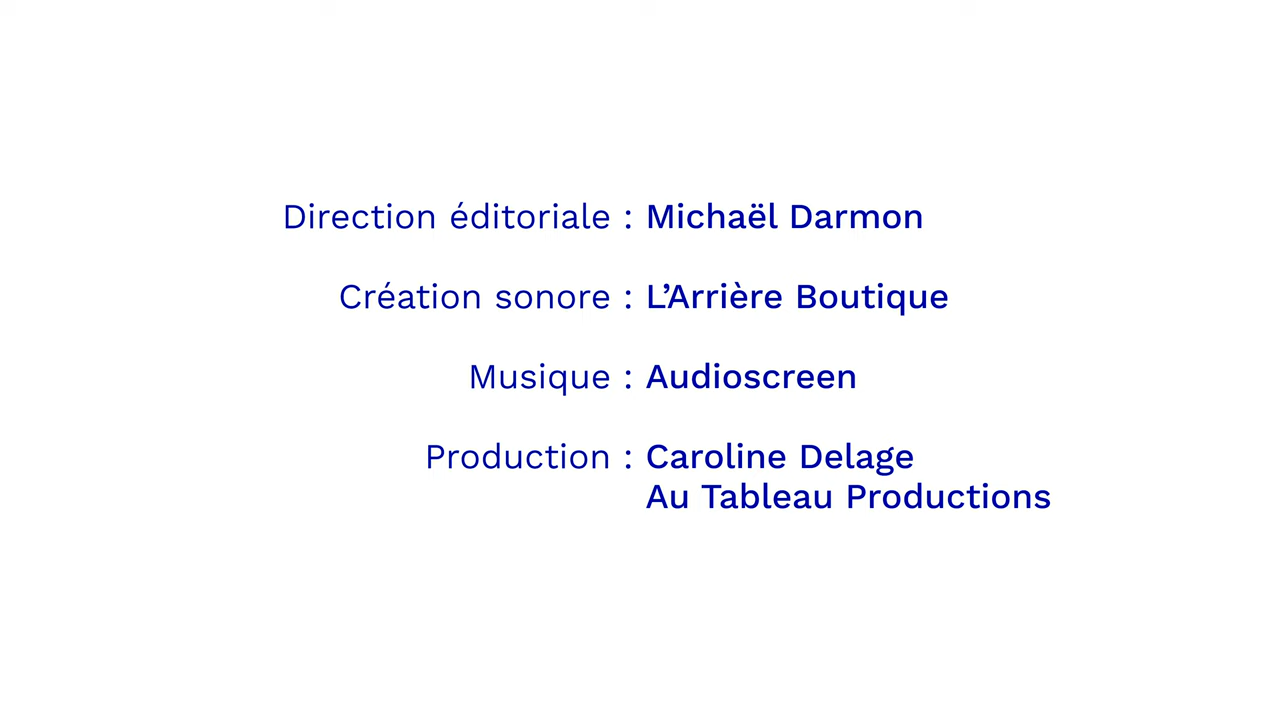 Direction éditoriale : Michaël Darmon
Création sonore : L’Arrière Boutique
Musique : Audioscreen
Production : Caroline Delage
Au Tableau Productions